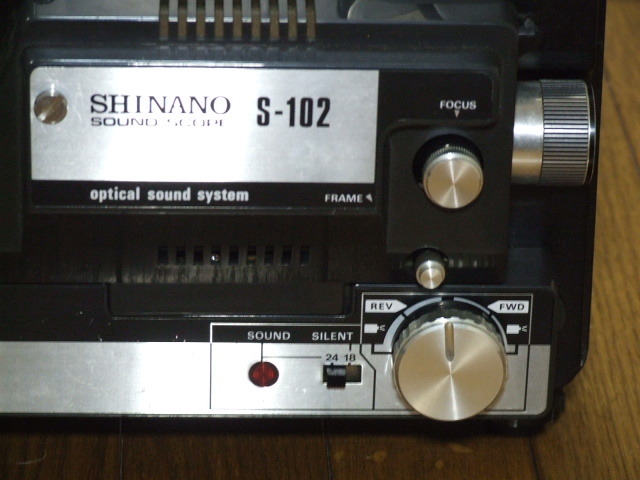 SHINANO
SOUND SCOPE
S-102
FOCUS
optical sound system
FRAME
REV FWD
SOUND SILENT
24 18